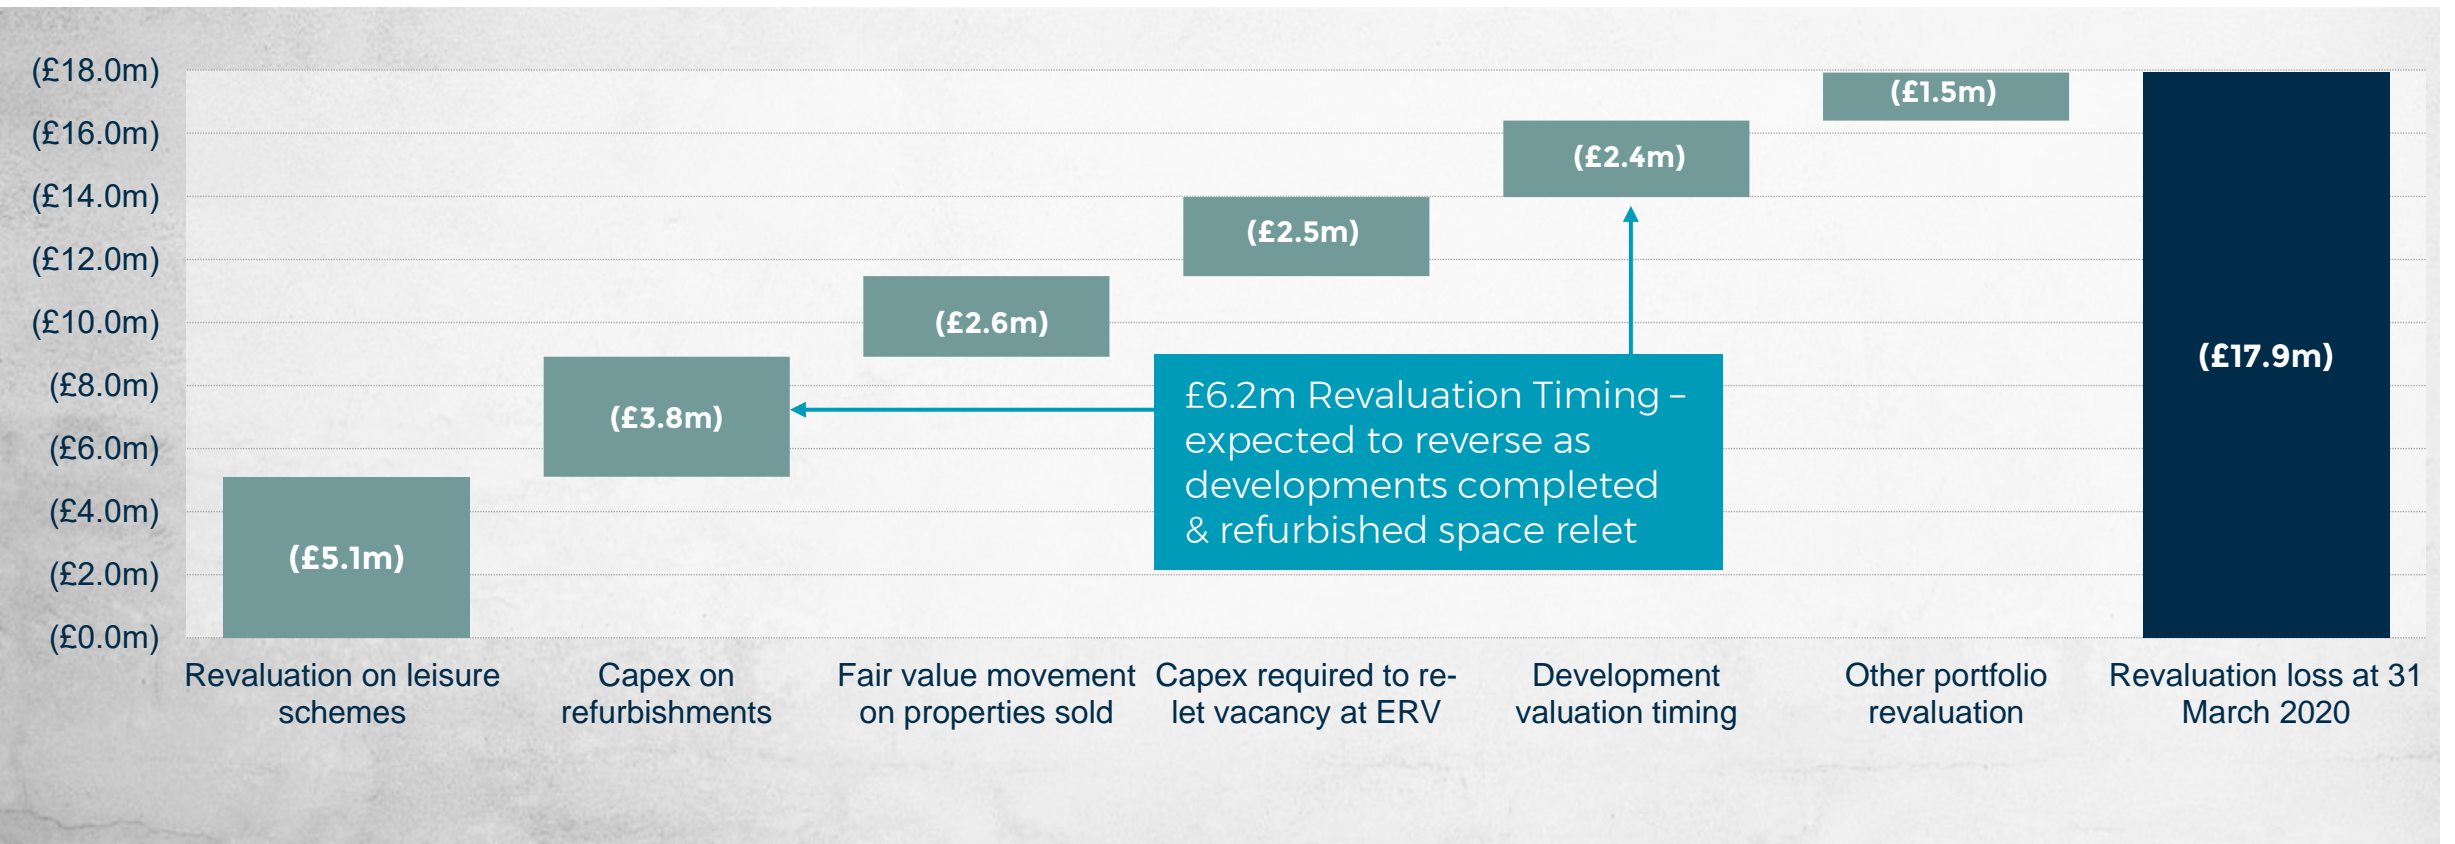 (£18.0m)
(£16.0m)
(£14.0m)
(£12.0m)
(£10.0m)
(£8.0m)
(£6.0m)
(£4.0m)
(£2.0m)
(£0.0m)
(£5.1m)
(£3.8m)
(£2.6m)
(£2.5m)
(£2.4m)
(£1.5m)
(£17.9m)
£6.2m Revaluation Timing –
expected to reverse as
developments completed
& refurbished space relet
Revaluation on leisure
schemes
Capex on
refurbishments
Fair value movement
on properties sold
Capex required to re-
let vacancy at ERV
Development
valuation timing
Other portfolio
revaluation
Revaluation loss at 31
March 2020